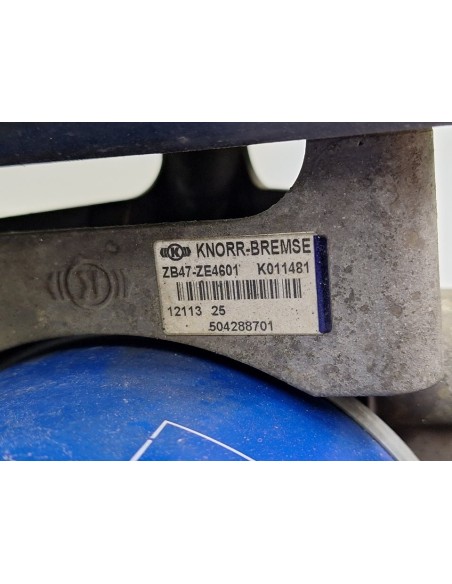 KNORR-BREMSE
ZB47-ZE4601 K011481
12113 25
504288701